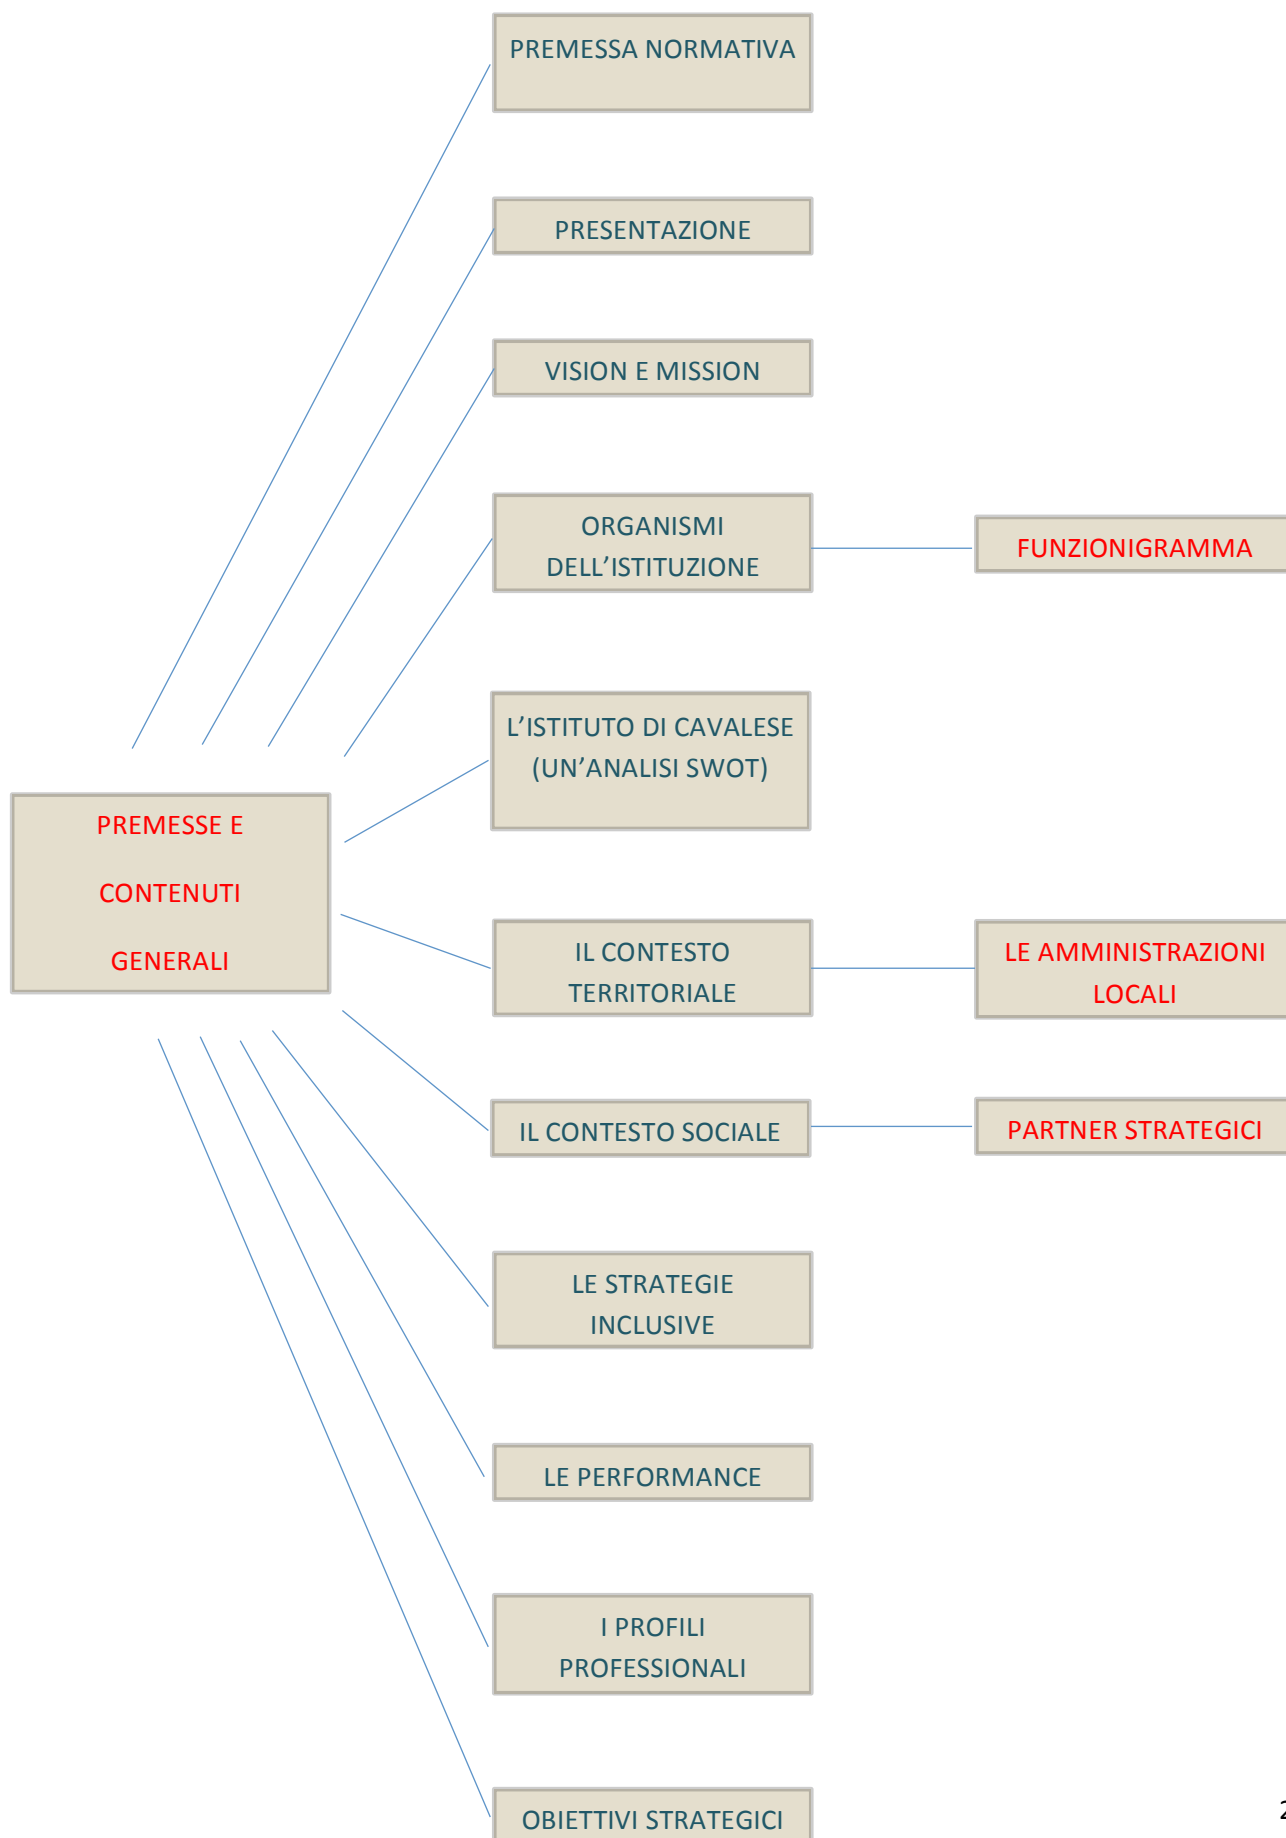 PREMESSA NORMATIVA
PRESENTAZIONE
VISION E MISSION
ORGANISMI
DELL’ISTITUZIONE
FUNZIONIGRAMMA
L’ISTITUTO DI CAVALESE
(UN’ANALISI SWOT)
PREMESSE E
CONTENUTI
GENERALI
IL CONTESTO
TERRITORIALE
LE AMMINISTRAZIONI
LOCALI
IL CONTESTO SOCIALE
PARTNER STRATEGICI
LE STRATEGIE
INCLUSIVE
LE PERFORMANCE
I PROFILI
PROFESSIONALI
OBIETTIVI STRATEGICI
2